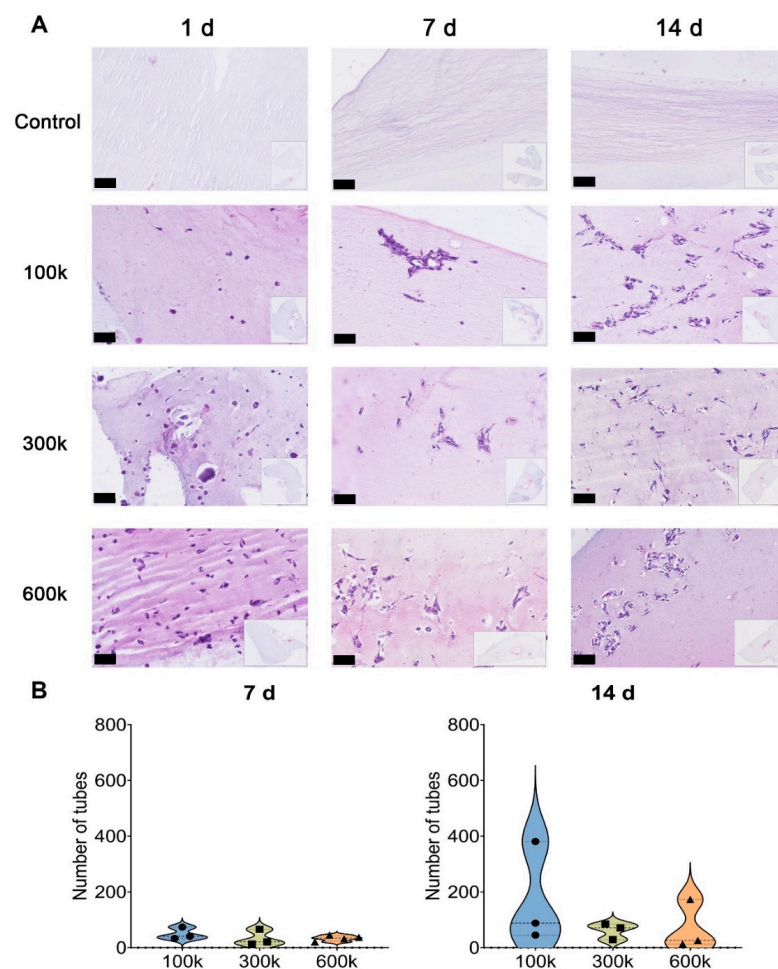 A
1 d 7 d 14 d
Control
100k
300k
600k
B
7 d 14 d
Number of tubes
800
600
400
200
0
100k 300k 600k
Number of tubes
800
600
400
200
0
100k 300k 600k